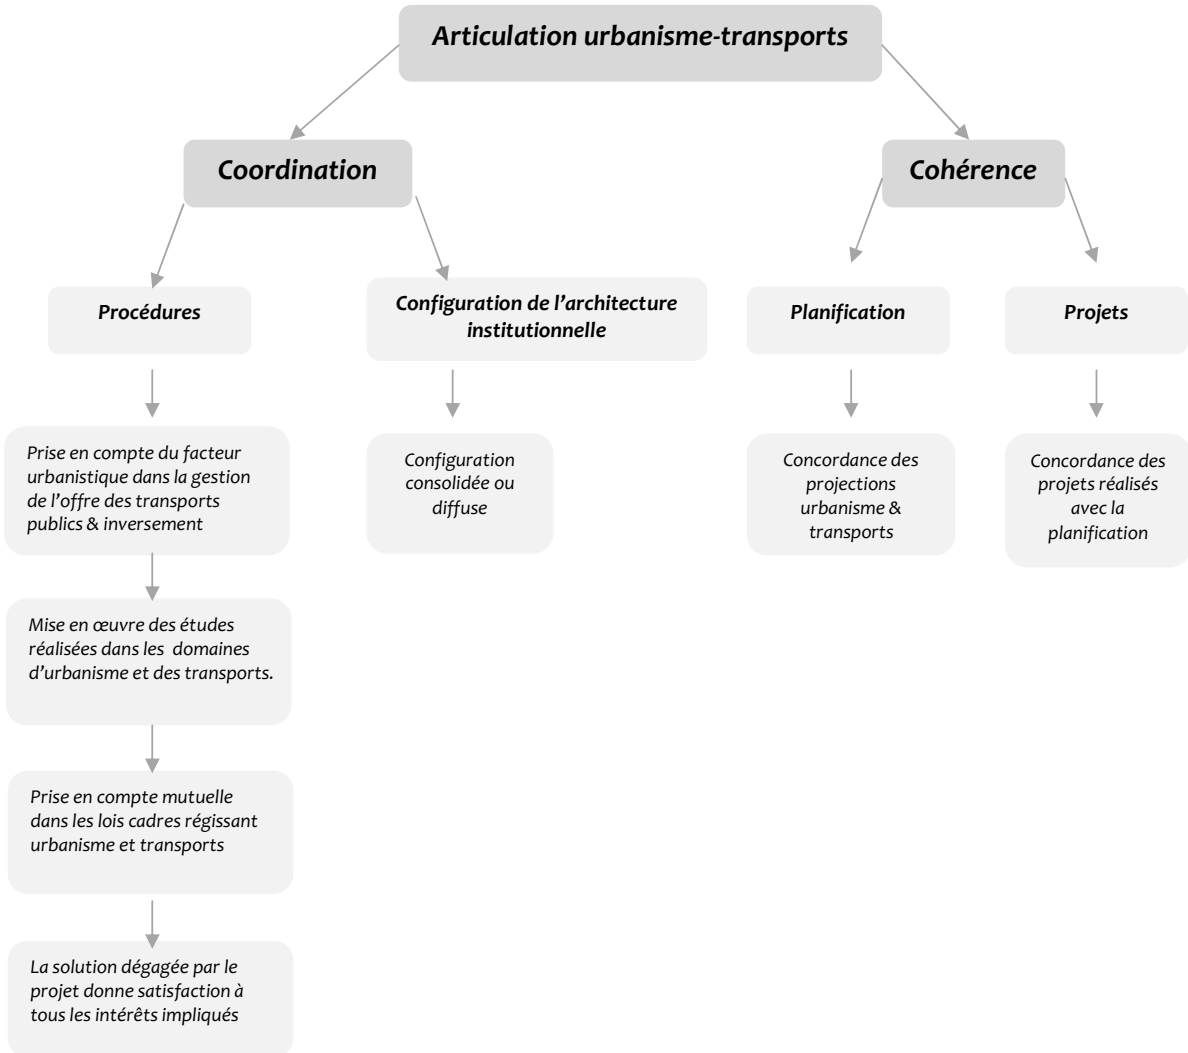 Articulation urbanisme-transports
Coordination
Cohérence
Procédures
Configuration de l'architecture
institutionnelle
Planification
Projets
Prise en compte du facteur
urbanistique dans la gestion
de l'offre des transports
publics & inversement
Configuration
consolidée ou
diffuse
Concordance des
projections
urbanisme &
transports
Concordance des
projets réalisés
avec la
planification
Mise en œuvre des études
réalisées dans les domaines
d'urbanisme et des transports.
Prise en compte mutuelle
dans les lois cadres régissant
urbanisme et transports
La solution dégagée par le
projet donne satisfaction à
tous les intérêts impliqués